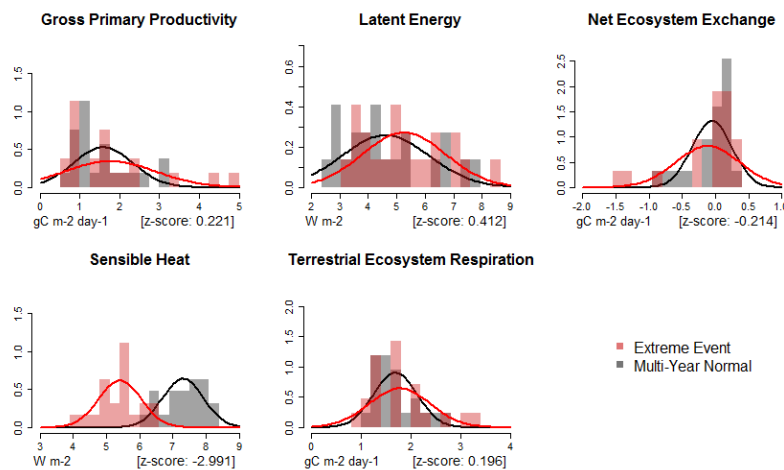 Gross Primary Productivity
0.0 0.5 1.0 1.5
0 1 2 3 4 5
gC m-2 day-1 [z-score: 0.221]
Latent Energy
0.0 0.2 0.4 0.6
2 3 4 5 6 7 8 9
W m-2 [z-score: 0.412]
Net Ecosystem Exchange
0.0 0.5 1.0 1.5 2.0 2.5
-2.0 -1.5 -1.0 -0.5 0.0 0.5 1.0
gC m-2 day-1 [z-score: -0.214]
Sensible Heat
0.0 0.5 1.0 1.5
3 4 5 6 7 8 9
W m-2 [z-score: -2.991]
Terrestrial Ecosystem Respiration
0.0 0.5 1.0 1.5 2.0
0 1 2 3 4
gC m-2 day-1 [z-score: 0.196]
Extreme Event
Multi-Year Normal